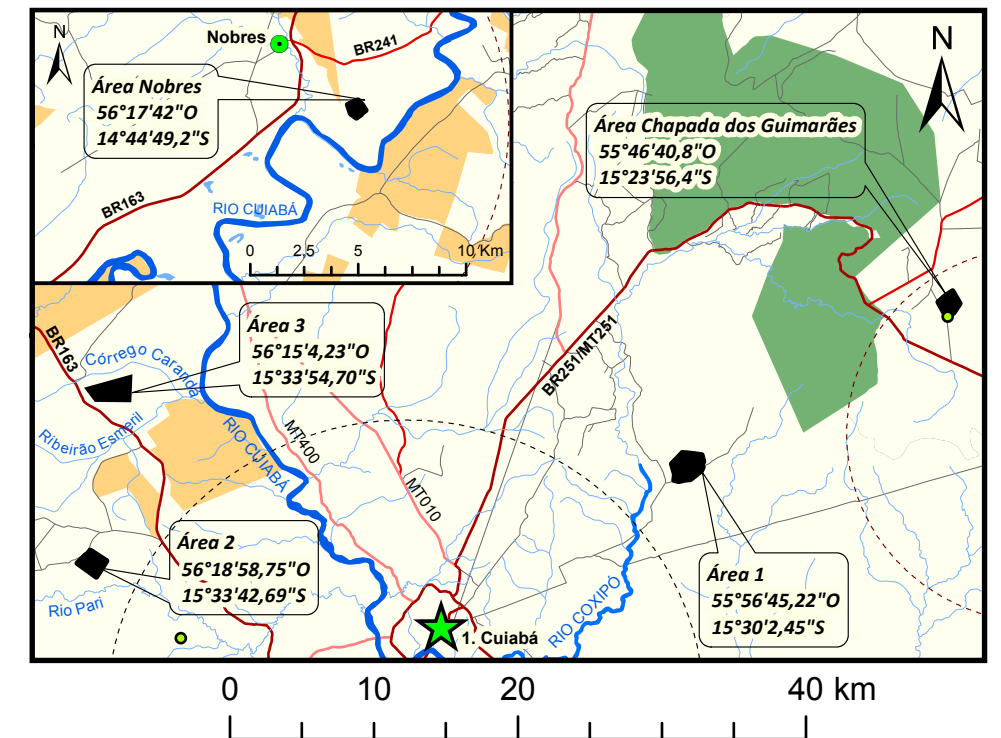 N
Nobres
BR241
Área Nobres
56°17'42"O
14°44'49,2"S
BR163
RIO CUIABÁ
0 2,5 5 10 Km
N
Área Chapada dos Guimarães
55°46'40,8"O
15°23'56,4"S
Área 3
56°15'4,23"O
15°33'54,70"S
BR163
Córrego Carandá
Ribeirão Esmeril
RIO CUIABÁ
MT400
MT010
BR251/MT251
Área 2
56°18'58,75"O
15°33'42,69"S
Rio Pari
1. Cuiabá
RIO COXIPÓ
Área 1
55°56'45,22"O
15°30'2,45"S
0 10 20 40 km